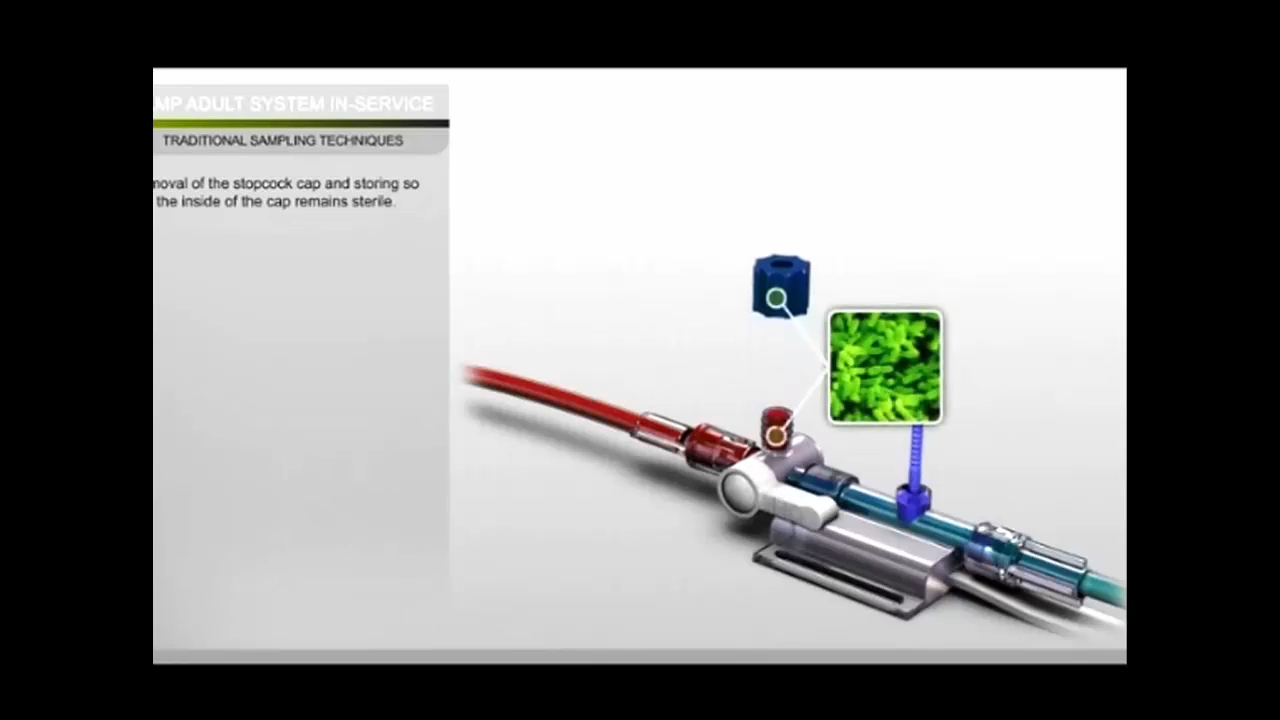 MP ADULT SYSTEM IN-SERVICE
TRADITIONAL SAMPLING TECHNIQUES
moval of the stopcock cap and storing so
the inside of the cap remains sterile.